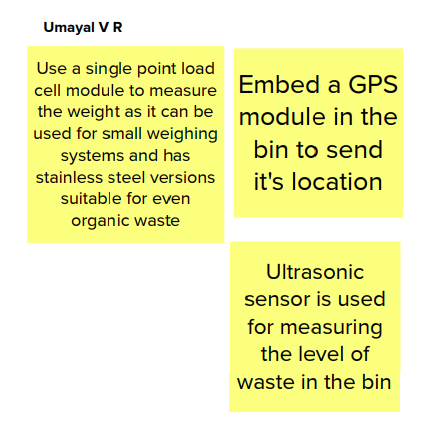 Umayal V R
Use a single point load
cell module to measure
the weight as it can be
used for small weighing
systems and has
stainless steel versions
suitable for even
organic waste
Embed a GPS
module in the
bin to send
it's location
Ultrasonic
sensor is used
for measuring
the level of
waste in the bin